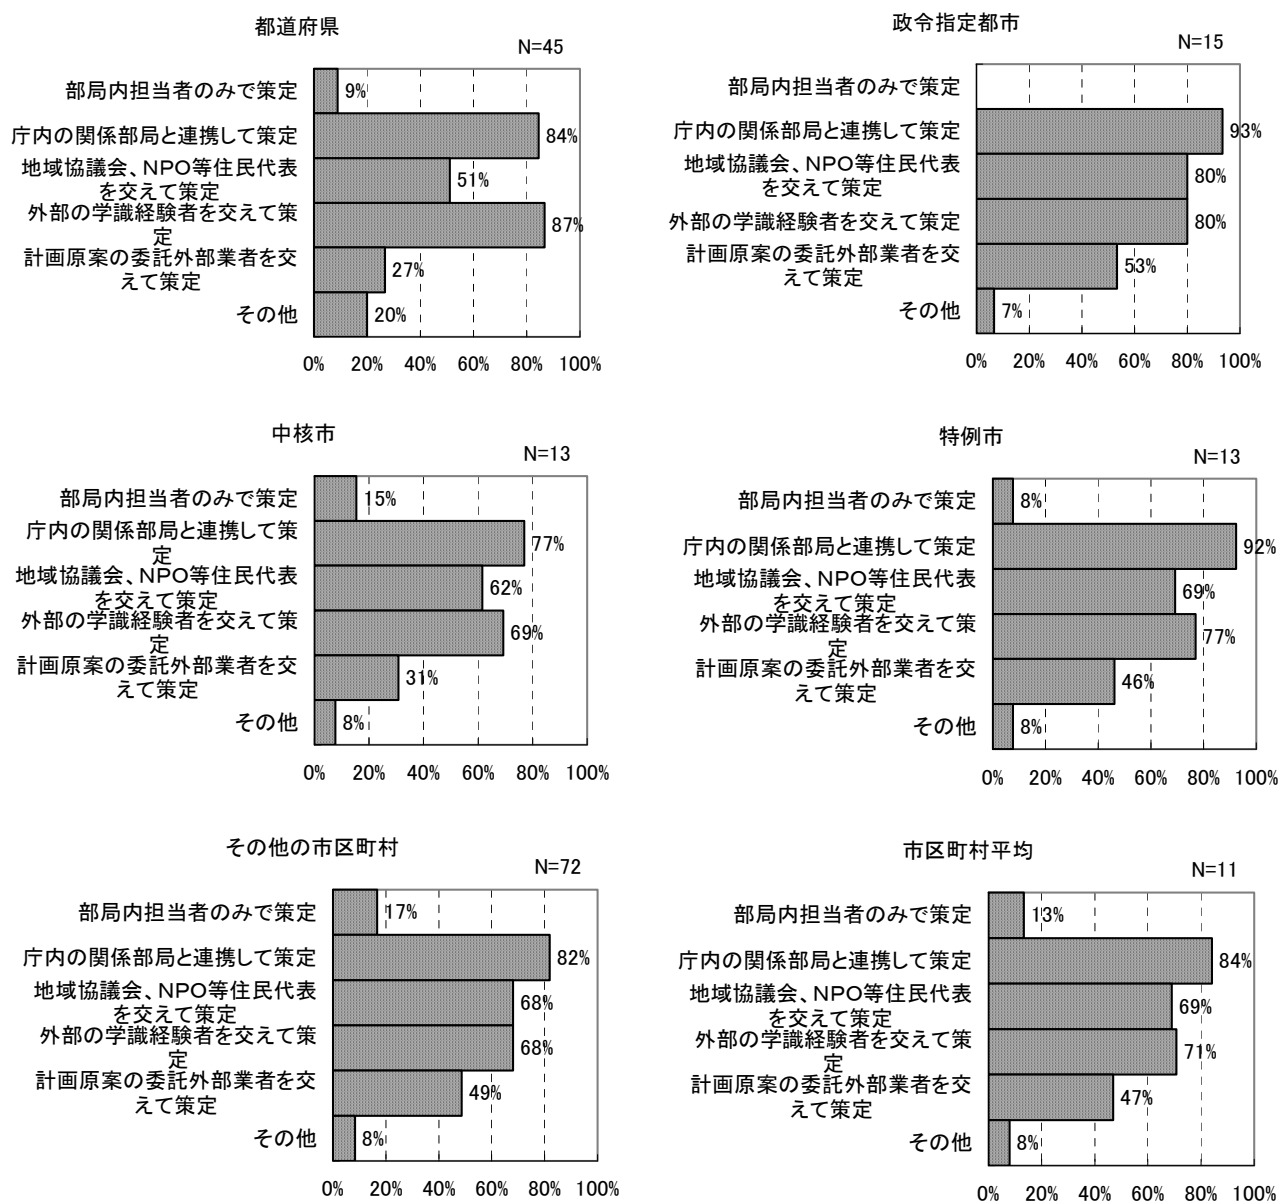 都道府県
N=45
部局内担当者のみで策定
9%
庁内の関係部局と連携して策定
84%
地域協議会、NPO等住民代表
を交えて策定
51%
外部の学識経験者を交えて策
定
87%
計画原案の委託外部業者を交
えて策定
27%
その他
20%
0% 20% 40% 60% 80% 100%
政令指定都市
N=15
部局内担当者のみで策定
庁内の関係部局と連携して策定
93%
地域協議会、NPO等住民代表
を交えて策定
80%
外部の学識経験者を交えて策定
80%
計画原案の委託外部業者を交
えて策定
53%
その他
7%
0% 20% 40% 60% 80% 100%
中核市
N=13
部局内担当者のみで策定
15%
庁内の関係部局と連携して策
定
77%
地域協議会、NPO等住民代表
を交えて策定
62%
外部の学識経験者を交えて策
定
69%
計画原案の委託外部業者を交
えて策定
31%
その他
8%
0% 20% 40% 60% 80% 100%
特例市
N=13
部局内担当者のみで策定
8%
庁内の関係部局と連携して策定
92%
地域協議会、NPO等住民代表
を交えて策定
69%
外部の学識経験者を交えて策
定
77%
計画原案の委託外部業者を交
えて策定
46%
その他
8%
0% 20% 40% 60% 80% 100%
その他の市区町村
N=72
部局内担当者のみで策定
17%
庁内の関係部局と連携して策定
82%
地域協議会、NPO等住民代表
を交えて策定
68%
外部の学識経験者を交えて策
定
68%
計画原案の委託外部業者を交
えて策定
49%
その他
8%
0% 20% 40% 60% 80% 100%
市区町村平均
N=11
部局内担当者のみで策定
13%
庁内の関係部局と連携して策定
84%
地域協議会、NPO等住民代表
を交えて策定
69%
外部の学識経験者を交えて策
定
71%
計画原案の委託外部業者を交
えて策定
47%
その他
8%
0% 20% 40% 60% 80% 100%